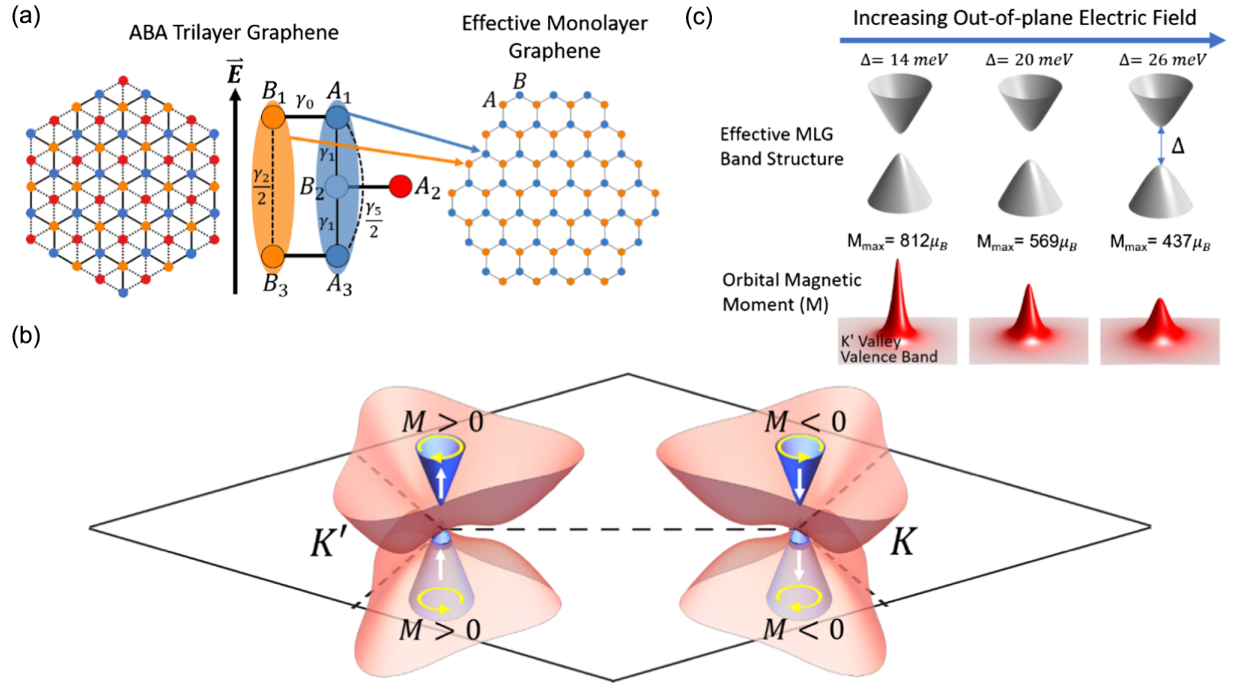 (a)
ABA Trilayer Graphene
Effective Monolayer
Graphene
E
B₁
γ₀
A₁
γ₁
γ₂
2
B₂
A₂
γ₁
γ₅
2
B₃
A₃
A
B
(c)
Increasing Out-of-plane Electric Field
Δ= 14 meV
Δ= 20 meV
Δ= 26 meV
Effective MLG
Band Structure
Δ
Mmax= 812μB
Mmax= 569μB
Mmax= 437μB
Orbital Magnetic
Moment (M)
K' Valley
Valence Band
(b)
M > 0
M < 0
K′
K
M > 0
M < 0